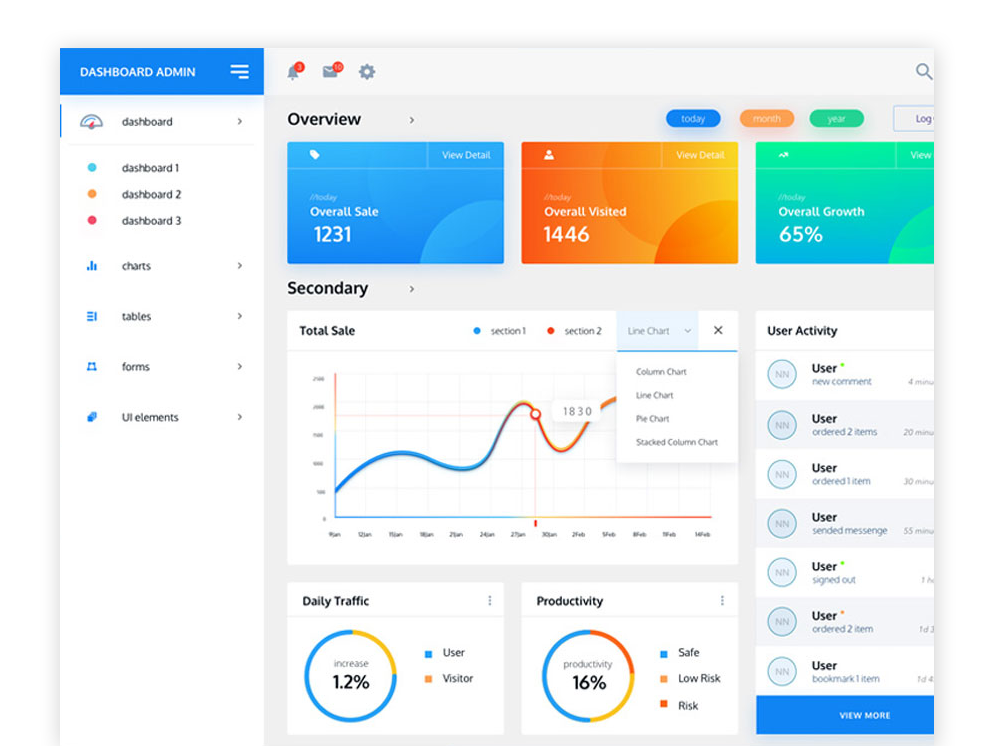 DASHBOARD ADMIN
3
10
dashboard
dashboard 1
dashboard 2
dashboard 3
charts
tables
forms
UI elements
Overview
today
month
year
Log
View Detail
//today
Overall Sale
1231
View Detail
//today
Overall Visited
1446
View
//today
Overall Growth
65%
Secondary
Total Sale
section 1
section 2
Line Chart
Column Chart
Line Chart
Pie Chart
Stacked Column Chart
2500
2000
1500
1000
500
0
1830
9Jan 12Jan 15Jan 18Jan 21Jan 24Jan 27Jan 30Jan 2Feb 5Feb 8Feb 11Feb 14Feb
User Activity
NN
User
new comment
4 minu
NN
User
ordered 2 items
20 minu
NN
User
ordered 1 item
30 minu
NN
User
sended messenge
55 minu
NN
User
signed out
1 h
NN
User
ordered 2 item
1d 3
NN
User
bookmark 1 item
1d 4
VIEW MORE
Daily Traffic
increase
1.2%
User
Visitor
Productivity
productivity
16%
Safe
Low Risk
Risk